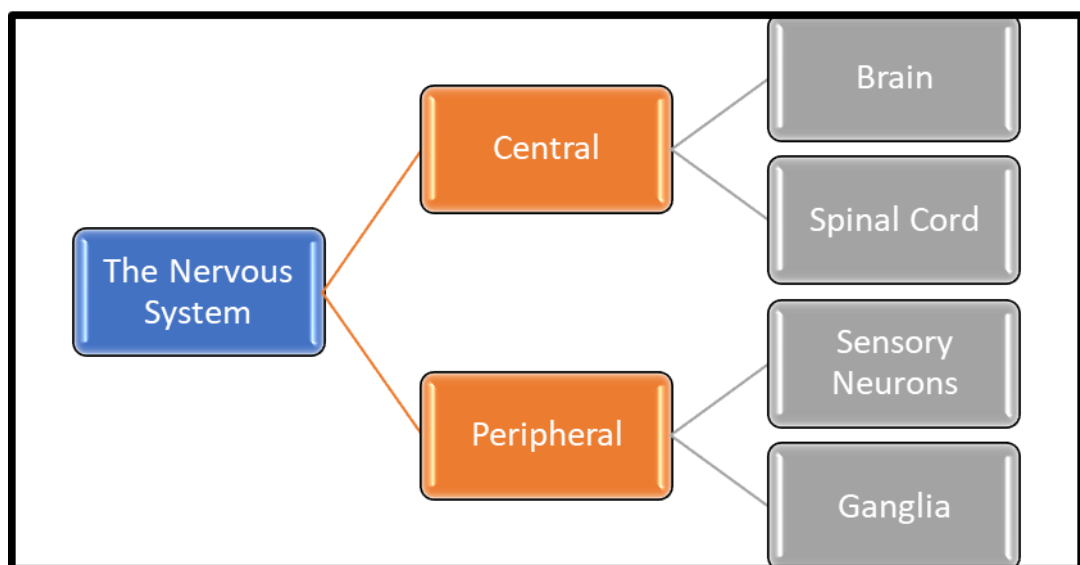 The Nervous
System
Central
Peripheral
Brain
Spinal Cord
Sensory
Neurons
Ganglia